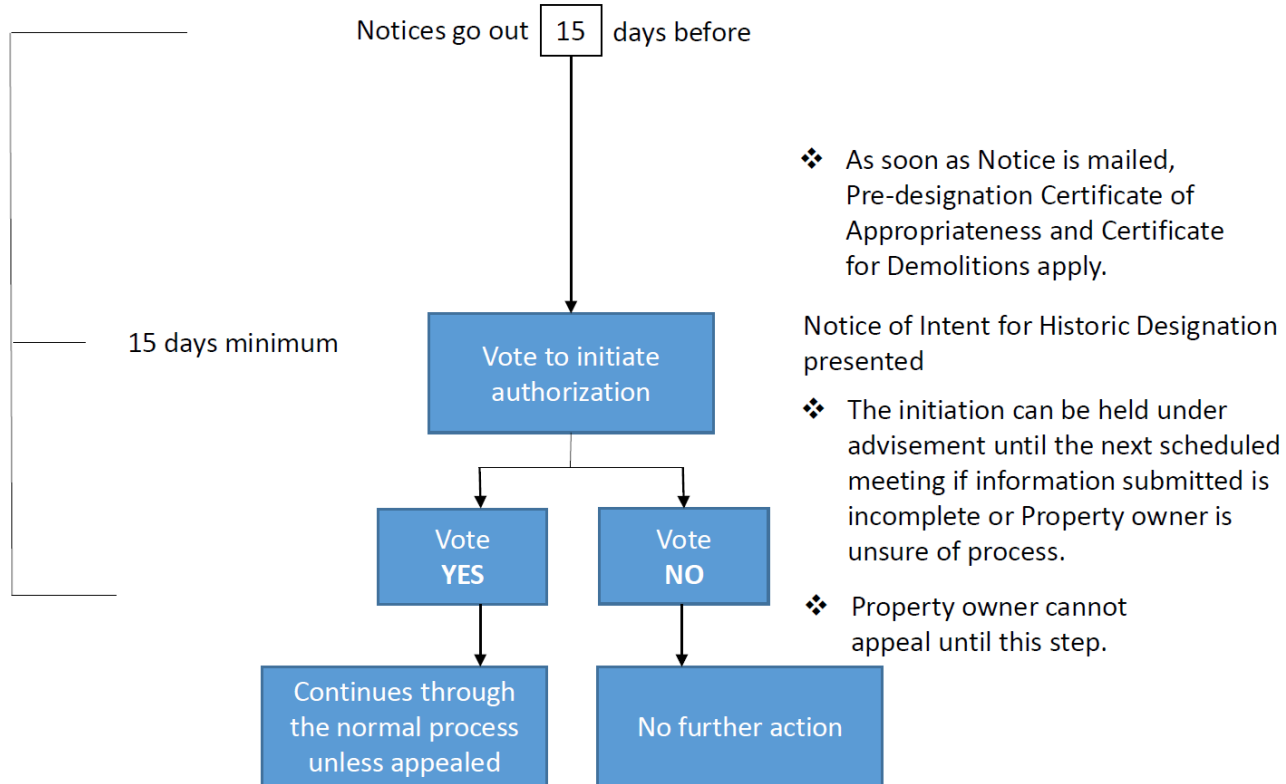 Notices go out 15 days before
❖ As soon as Notice is mailed,
Pre-designation Certificate of
Appropriateness and Certificate
for Demolitions apply.
15 days minimum
Vote to initiate
authorization
Notice of Intent for Historic Designation
presented
❖ The initiation can be held under
advisement until the next scheduled
meeting if information submitted is
incomplete or Property owner is
unsure of process.
Vote
YES
Vote
NO
❖ Property owner cannot
appeal until this step.
Continues through
the normal process
unless appealed
No further action